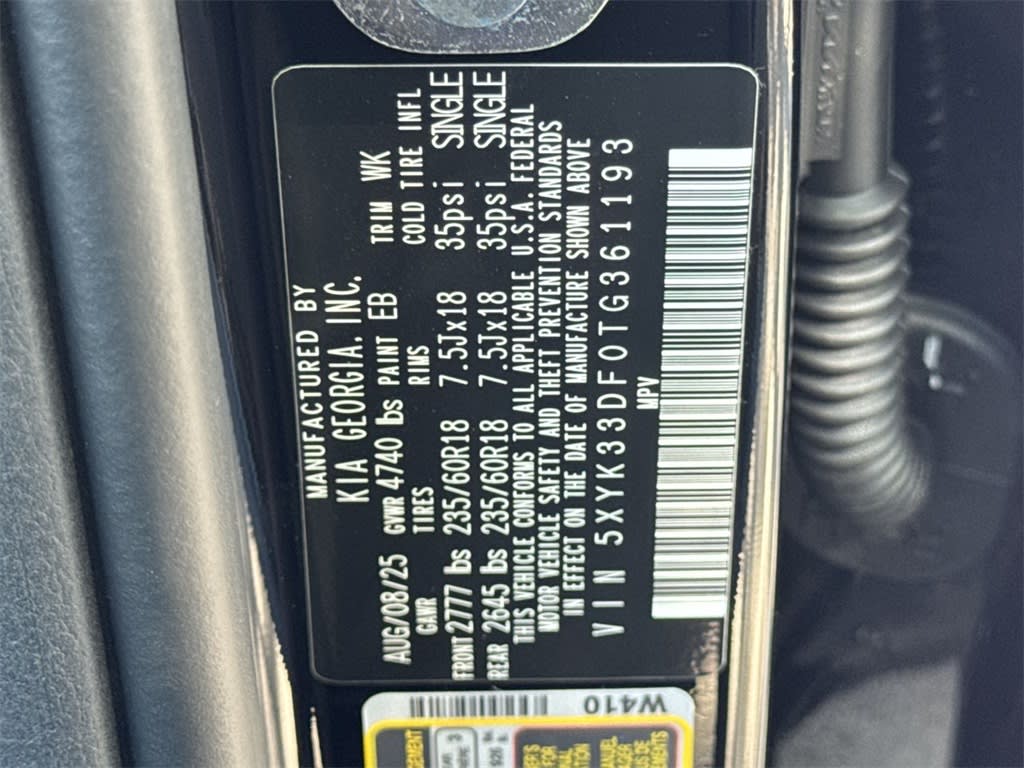 MANUFACTURED BY
KIA GEORGIA. INC.
AUG/08/25 GVWR 4740 bs PAINT EB TRIM WK
GAWR TIRES RIMS COLD TIRE INFL
FRONT 2777 bs 235/60R18 7.5Jx18 35psi SINGLE
REAR 2645 bs 235/60R18 7.5Jx18 35psi SINGLE
THIS VEHICLE CONFORMS TO ALL APPLICABLE U.S.A. FEDERAL
MOTOR VEHICLE SAFETY AND THEFT PREVENTION STANDARDS
IN EFFECT ON THE DATE OF MANUFACTURE SHOWN ABOVE
VIN 5XYK33DF0TG361193
MPV
W410